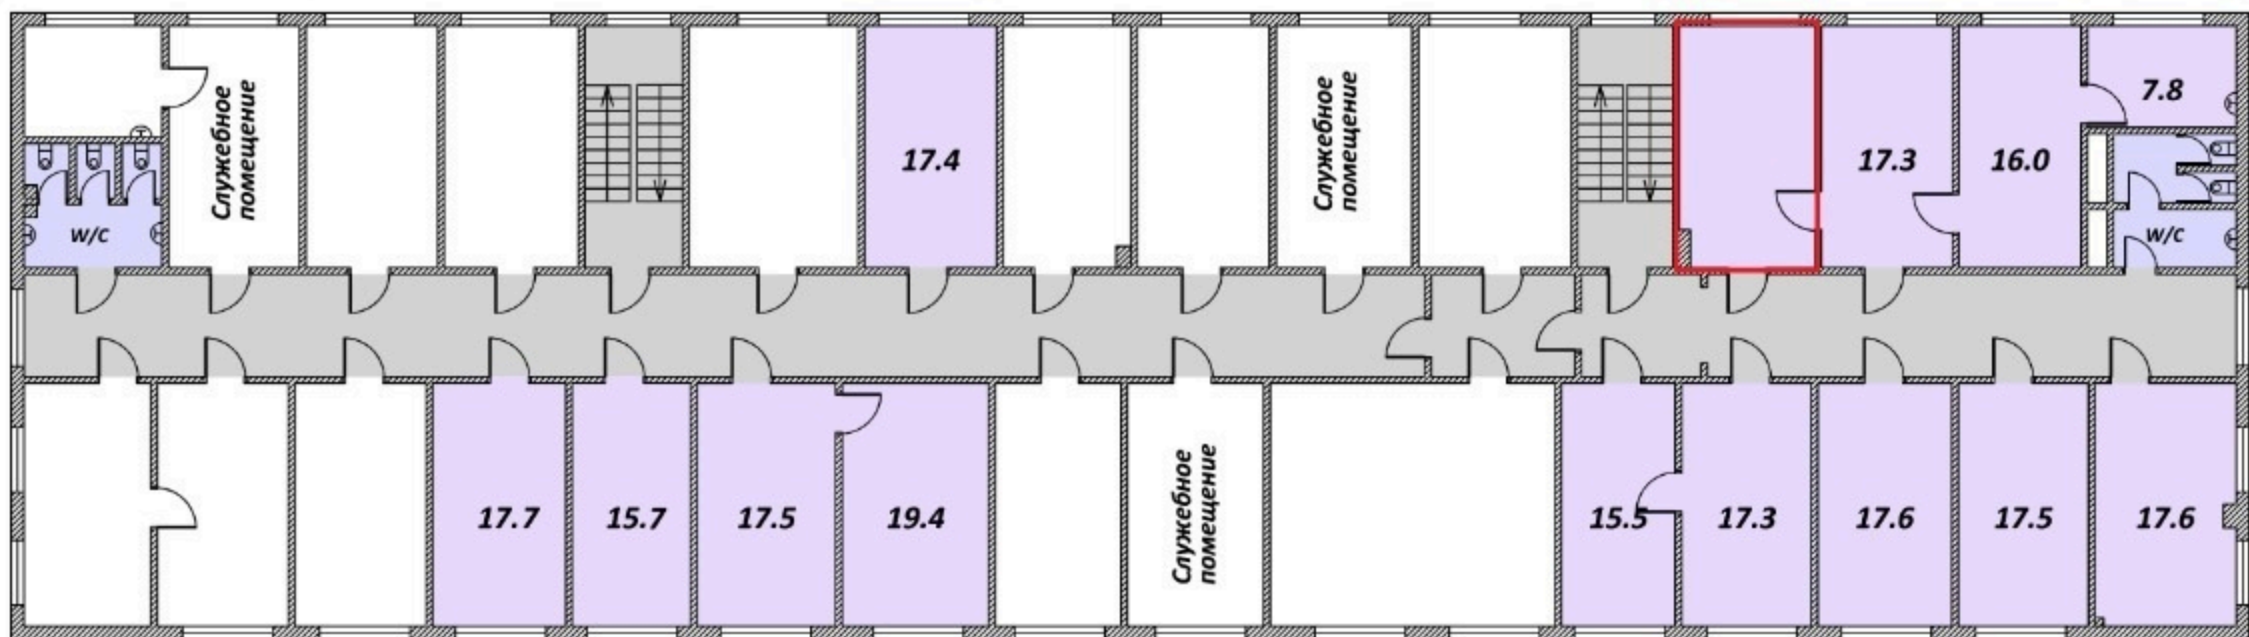 Служебное
помещение
17.4
Служебное
помещение
17.3
16.0
7.8
w/c
w/c
17.7
15.7
17.5
19.4
Служебное
помещение
15.5
17.3
17.6
17.5
17.6